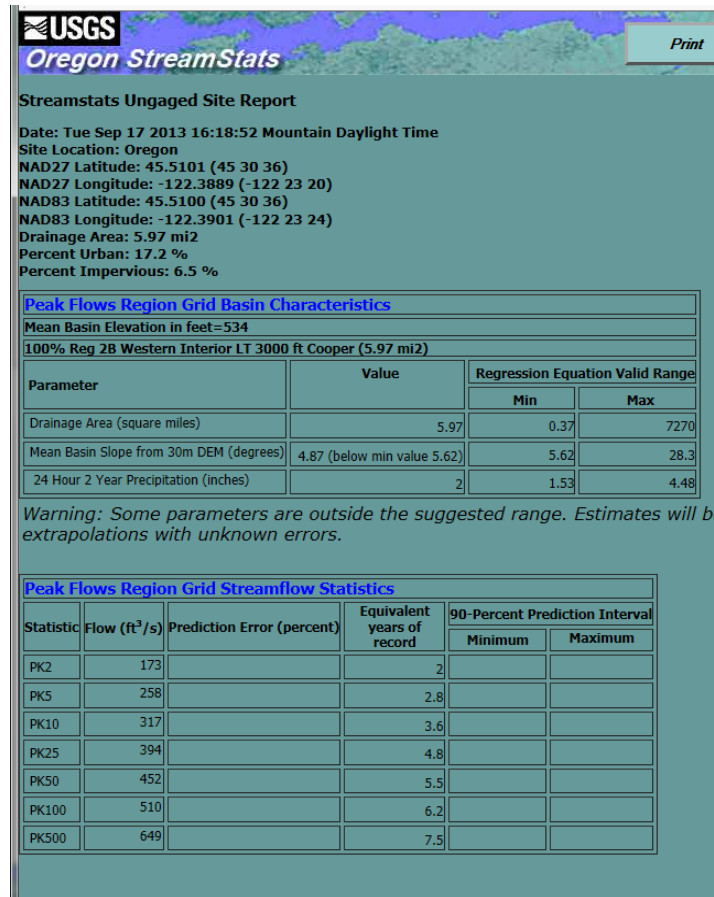 USGS
Oregon StreamStats
Print
Streamstats Ungaged Site Report
Date: Tue Sep 17 2013 16:18:52 Mountain Daylight Time
Site Location: Oregon
NAD27 Latitude: 45.5101 (45 30 36)
NAD27 Longitude: -122.3889 (-122 23 20)
NAD83 Latitude: 45.5100 (45 30 36)
NAD83 Longitude: -122.3901 (-122 23 24)
Drainage Area: 5.97 mi2
Percent Urban: 17.2 %
Percent Impervious: 6.5 %
Peak Flows Region Grid Basin Characteristics
Mean Basin Elevation in feet=534
100% Reg 2B Western Interior LT 3000 ft Cooper (5.97 mi2)
Parameter Value Regression Equation Valid Range
Min Max
Drainage Area (square miles) 5.97 0.37 7270
Mean Basin Slope from 30m DEM (degrees) 4.87 (below min value 5.62) 5.62 28.3
24 Hour 2 Year Precipitation (inches) 2 1.53 4.48
Warning: Some parameters are outside the suggested range. Estimates will be
extrapolations with unknown errors.
Peak Flows Region Grid Streamflow Statistics
Statistic Flow (ft³/s) Prediction Error (percent) Equivalent years of record 90-Percent Prediction Interval
Minimum Maximum
PK2 173 2
PK5 258 2.8
PK10 317 3.6
PK25 394 4.8
PK50 452 5.5
PK100 510 6.2
PK500 649 7.5